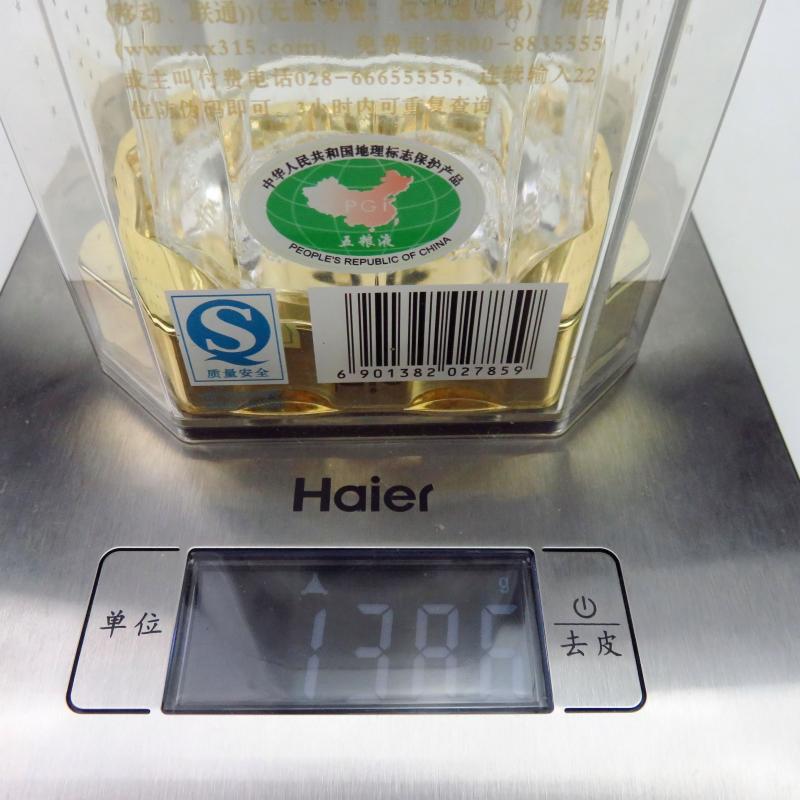 (移动、联通))(无服务费、仅收通话费)、网络
(www.tx315.com)、免费电话800-8835555
或主叫付费电话028-66655555，连续输入22
位防伪码即可，3小时内可重复查询
中华人民共和国地理标志保护产品
PGI
五粮液
PEOPLE'S REPUBLIC OF CHINA
质量安全
6 901382 027859
Haier
单位
g
1386
去皮